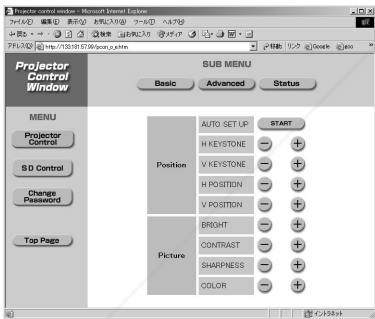 Projector control window - Microsoft Internet Explorer
ファイル(F) 編集(E) 表示(V) お気に入り(A) ツール(T) ヘルプ(H)
戻る 検索 お気に入り メディア
アドレス(D) http://133.181.57.99/pcon_o_e.htm 移動 リンク Google goo
Projector
Control
Window
SUB MENU
Basic Advanced Status
MENU
Projector
Control
SD Control
Change
Password
Top Page
Position
AUTO SET UP START
H KEYSTONE − +
V KEYSTONE − +
H POSITION − +
V POSITION − +
Picture
BRIGHT − +
CONTRAST − +
SHARPNESS − +
COLOR − +
イントラネット